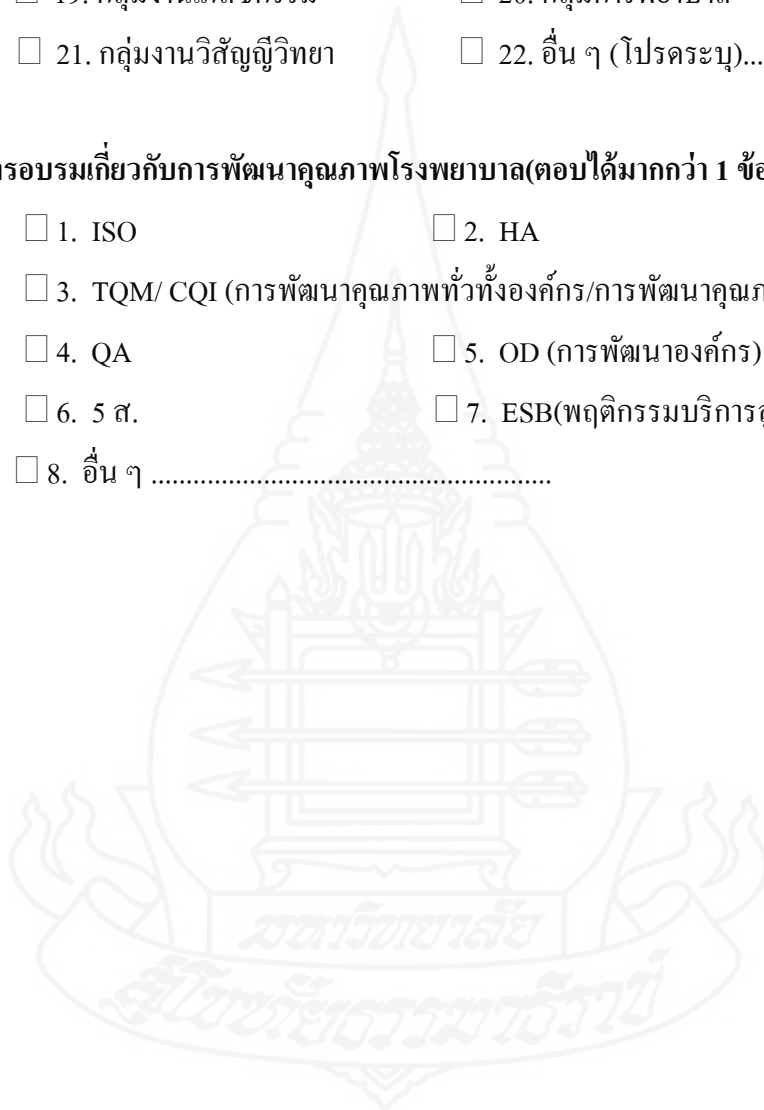 ☐ 21. กลุ่มงานวิสัญญีวิทยา ☐ 22. อื่น ๆ (โปรดระบุ)...
รอบรมเกี่ยวกับการพัฒนาคุณภาพโรงพยาบาล(ตอบได้มากกว่า 1 ข้อ
☐ 1. ISO ☐ 2. HA
☐ 3. TQM/ CQI (การพัฒนาคุณภาพทั่วทั้งองค์กร/การพัฒนาคุณภ
☐ 4. QA ☐ 5. OD (การพัฒนาองค์กร)
☐ 6. 5 ส. ☐ 7. ESB(พฤติกรรมบริการสู
☐ 8. อื่น ๆ .........................................................
มหาวิทยาลัย
สุโขทัยธรรมาธิราช